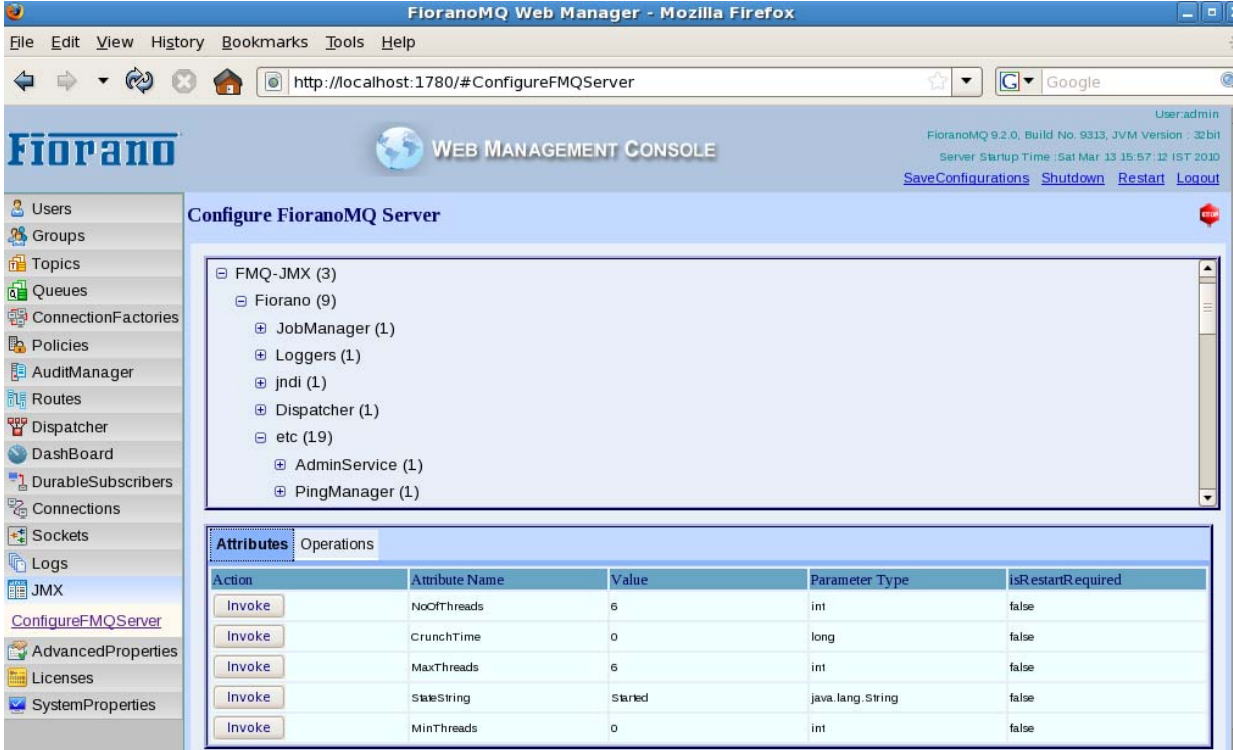 FioranoMQ Web Manager - Mozilla Firefox
File Edit View History Bookmarks Tools Help
http://localhost:1780/#ConfigureFMQServer
G Google
User:admin
Fiorano WEB MANAGEMENT CONSOLE
FioranoMQ 9.2.0, Build No. 9313, JVM Version : 32bit
Server Startup Time :Sat Mar 13 15:57:12 IST 2010
SaveConfigurations Shutdown Restart Logout
Users
Groups
Topics
Queues
ConnectionFactories
Policies
AuditManager
Routes
Dispatcher
DashBoard
DurableSubscribers
Connections
Sockets
Logs
JMX
ConfigureFMQServer
AdvancedProperties
Licenses
SystemProperties
Configure FioranoMQ Server
STOP
FMQ-JMX (3)
Fiorano (9)
JobManager (1)
Loggers (1)
jndi (1)
Dispatcher (1)
etc (19)
AdminService (1)
PingManager (1)
Attributes Operations
Action Attribute Name Value Parameter Type isRestartRequired
Invoke NoOfThreads 6 int false
Invoke CrunchTime 0 long false
Invoke MaxThreads 6 int false
Invoke StateString Started java.lang.String false
Invoke MinThreads 0 int false